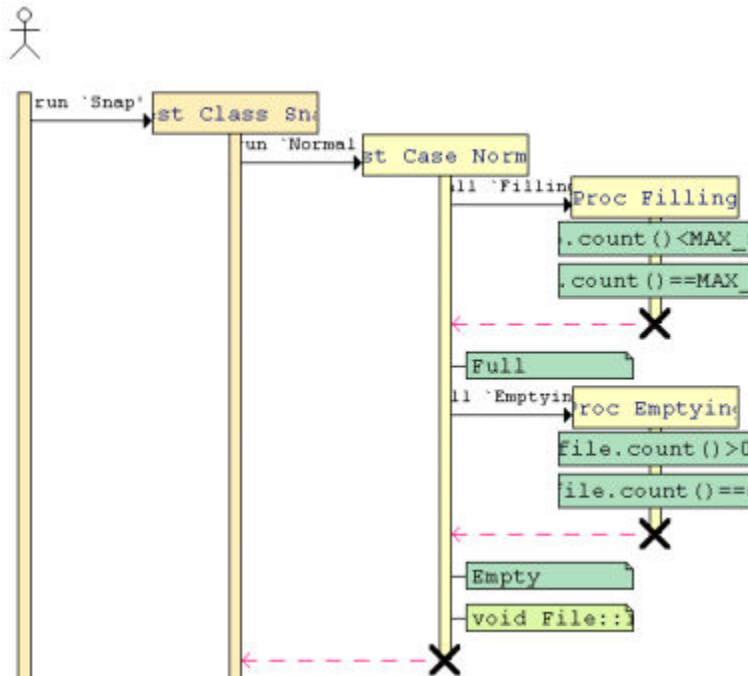 run `Snap'
st Class Sna
un `Normal
st Case Norm
ll `Filling
Proc Filling
.count()<MAX_
.count()==MAX_
Full
ll `Emptyin
roc Emptying
file.count()>0
file.count()==
Empty
void File::